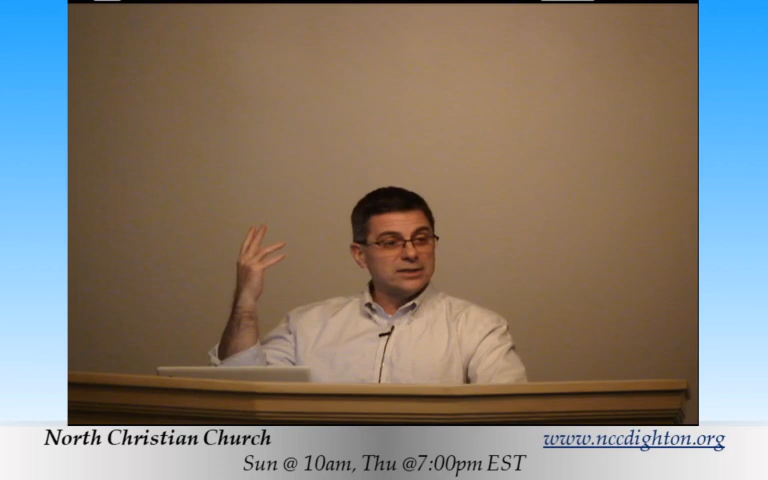 North Christian Church www.nccdighton.org
Sun @ 10am, Thu @7:00pm EST